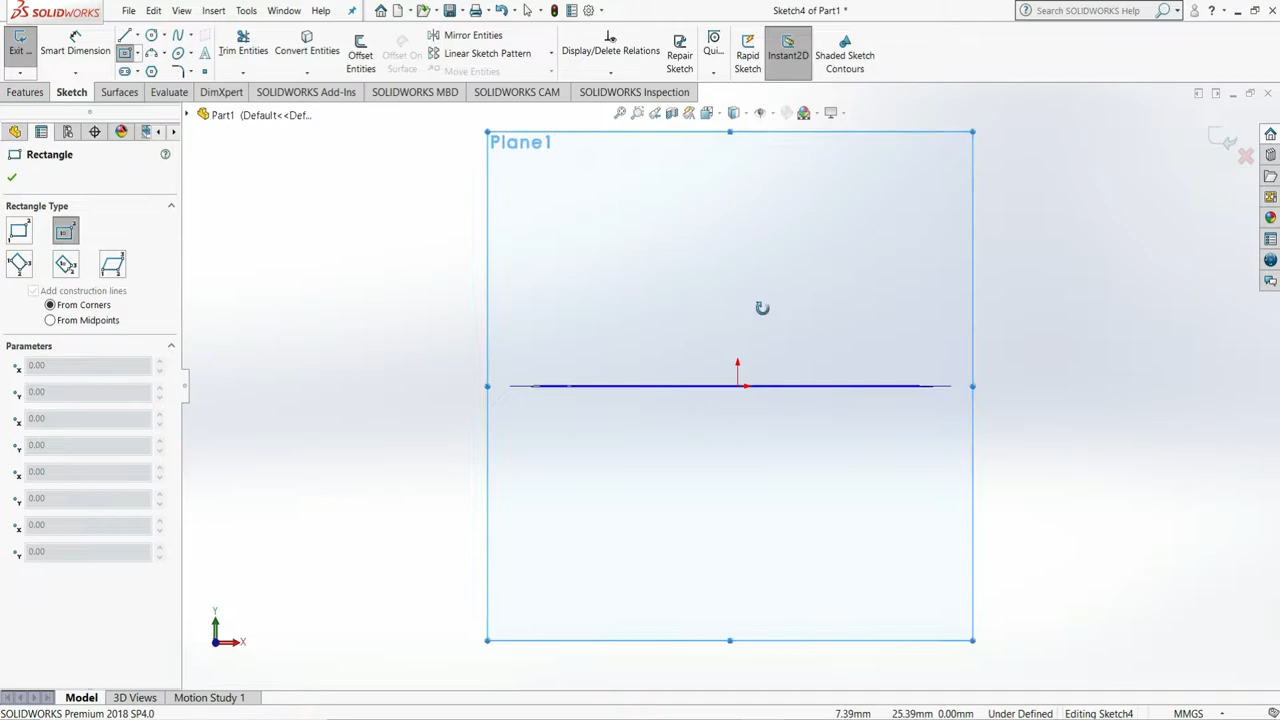 SOLIDWORKS File Edit View Insert Tools Window Help Sketch4 of Part1 * Search SOLIDWORKS Help ?
Exit ... Smart Dimension Trim Entities Convert Entities Offset Entities Offset On Surface Mirror Entities Linear Sketch Pattern Move Entities Display/Delete Relations Repair Sketch Qui... Rapid Sketch Instant2D Shaded Sketch Contours
Features Sketch Surfaces Evaluate DimXpert SOLIDWORKS Add-Ins SOLIDWORKS MBD SOLIDWORKS CAM SOLIDWORKS Inspection
Part1 (Default<<Def...
Plane1
Rectangle
Rectangle Type
Add construction lines
From Corners
From Midpoints
Parameters
x 0.00
Y 0.00
x 0.00
Y 0.00
x 0.00
Y 0.00
x 0.00
Y 0.00
Y
X
Model 3D Views Motion Study 1
SOLIDWORKS Premium 2018 SP4.0 7.39mm 25.39mm 0.00mm Under Defined Editing Sketch4 MMGS